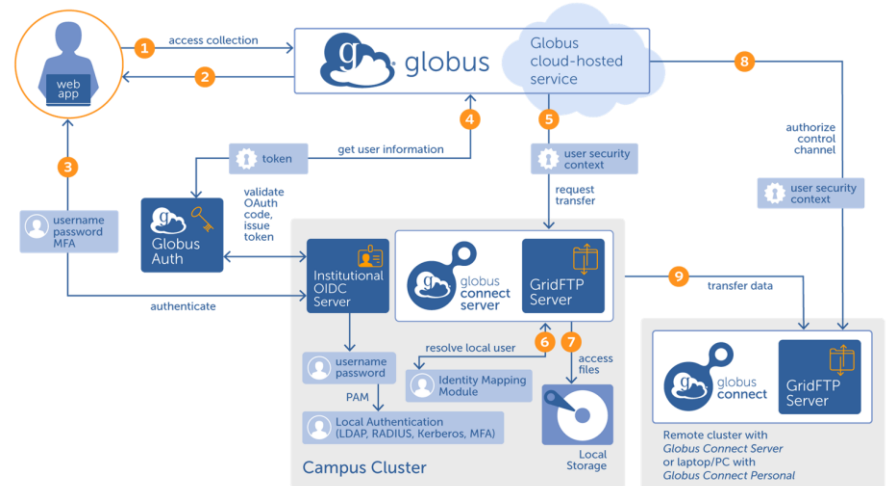 1
access collection
2
web
app
globus
Globus
cloud-hosted
service
8
3
4
5
token
get user information
user security
context
authorize
control
channel
user security
context
username
password
MFA
Globus
Auth
validate
OAuth
code,
issue
token
request
transfer
Institutional
OIDC
Server
globus
connect
server
GridFTP
Server
9
transfer data
authenticate
resolve local user
6
7
access
files
username
password
Identity Mapping
Module
PAM
Local Authentication
(LDAP, RADIUS, Kerberos, MFA)
Local
Storage
Campus Cluster
globus
connect
GridFTP
Server
Remote cluster with
Globus Connect Server
or laptop/PC with
Globus Connect Personal